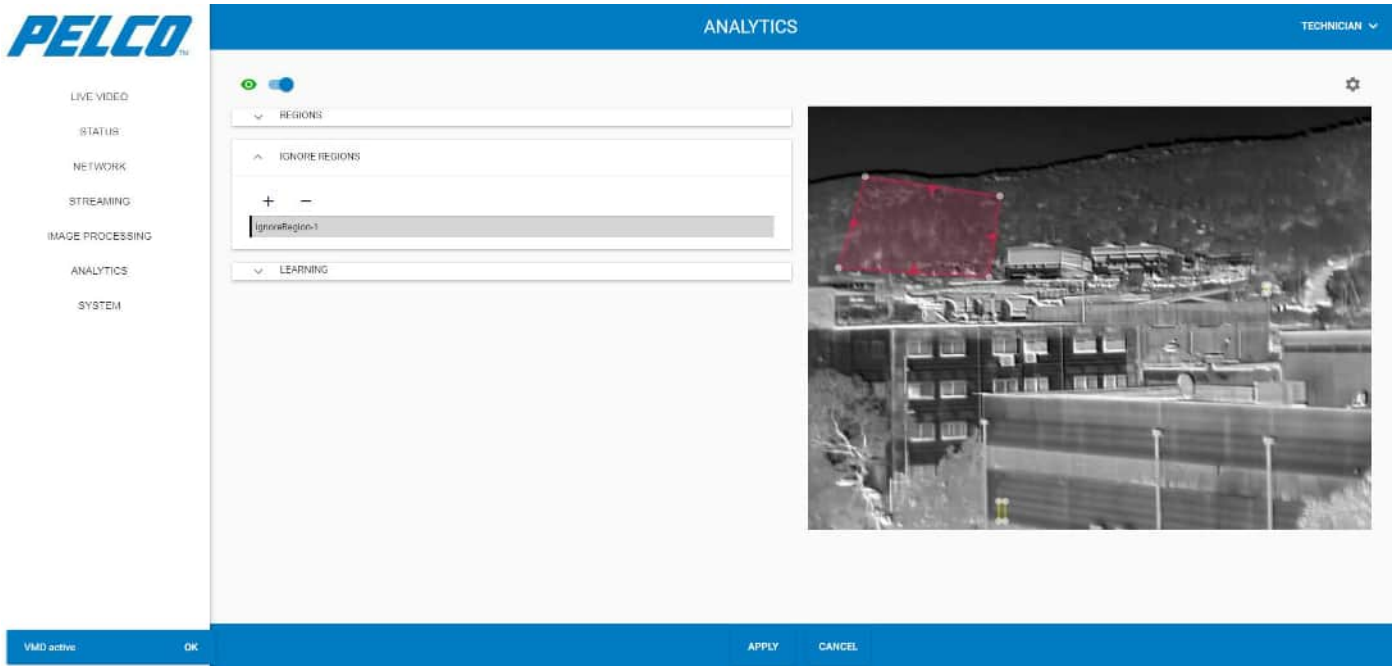 PELCO
TM
ANALYTICS
TECHNICIAN
LIVE VIDEO
STATUS
NETWORK
STREAMING
IMAGE PROCESSING
ANALYTICS
SYSTEM
REGIONS
IGNORE REGIONS
+ −
IgnoreRegion-1
LEARNING
VMD active OK
APPLY CANCEL